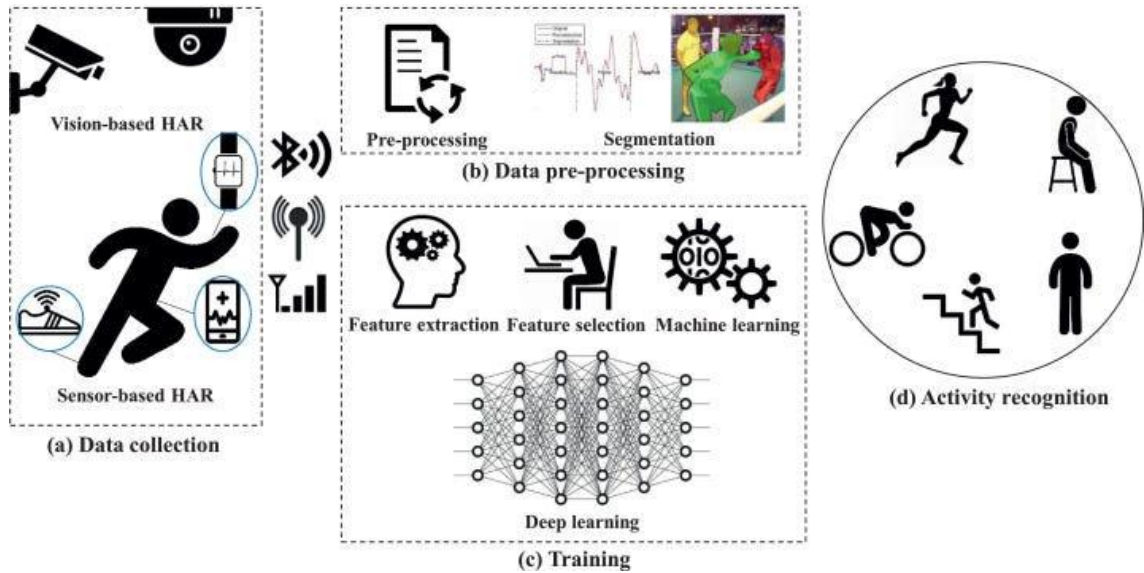 Vision-based HAR
Sensor-based HAR
(a) Data collection
Pre-processing
Segmentation
(b) Data pre-processing
Feature extraction
Feature selection
Machine learning
Deep learning
(c) Training
(d) Activity recognition